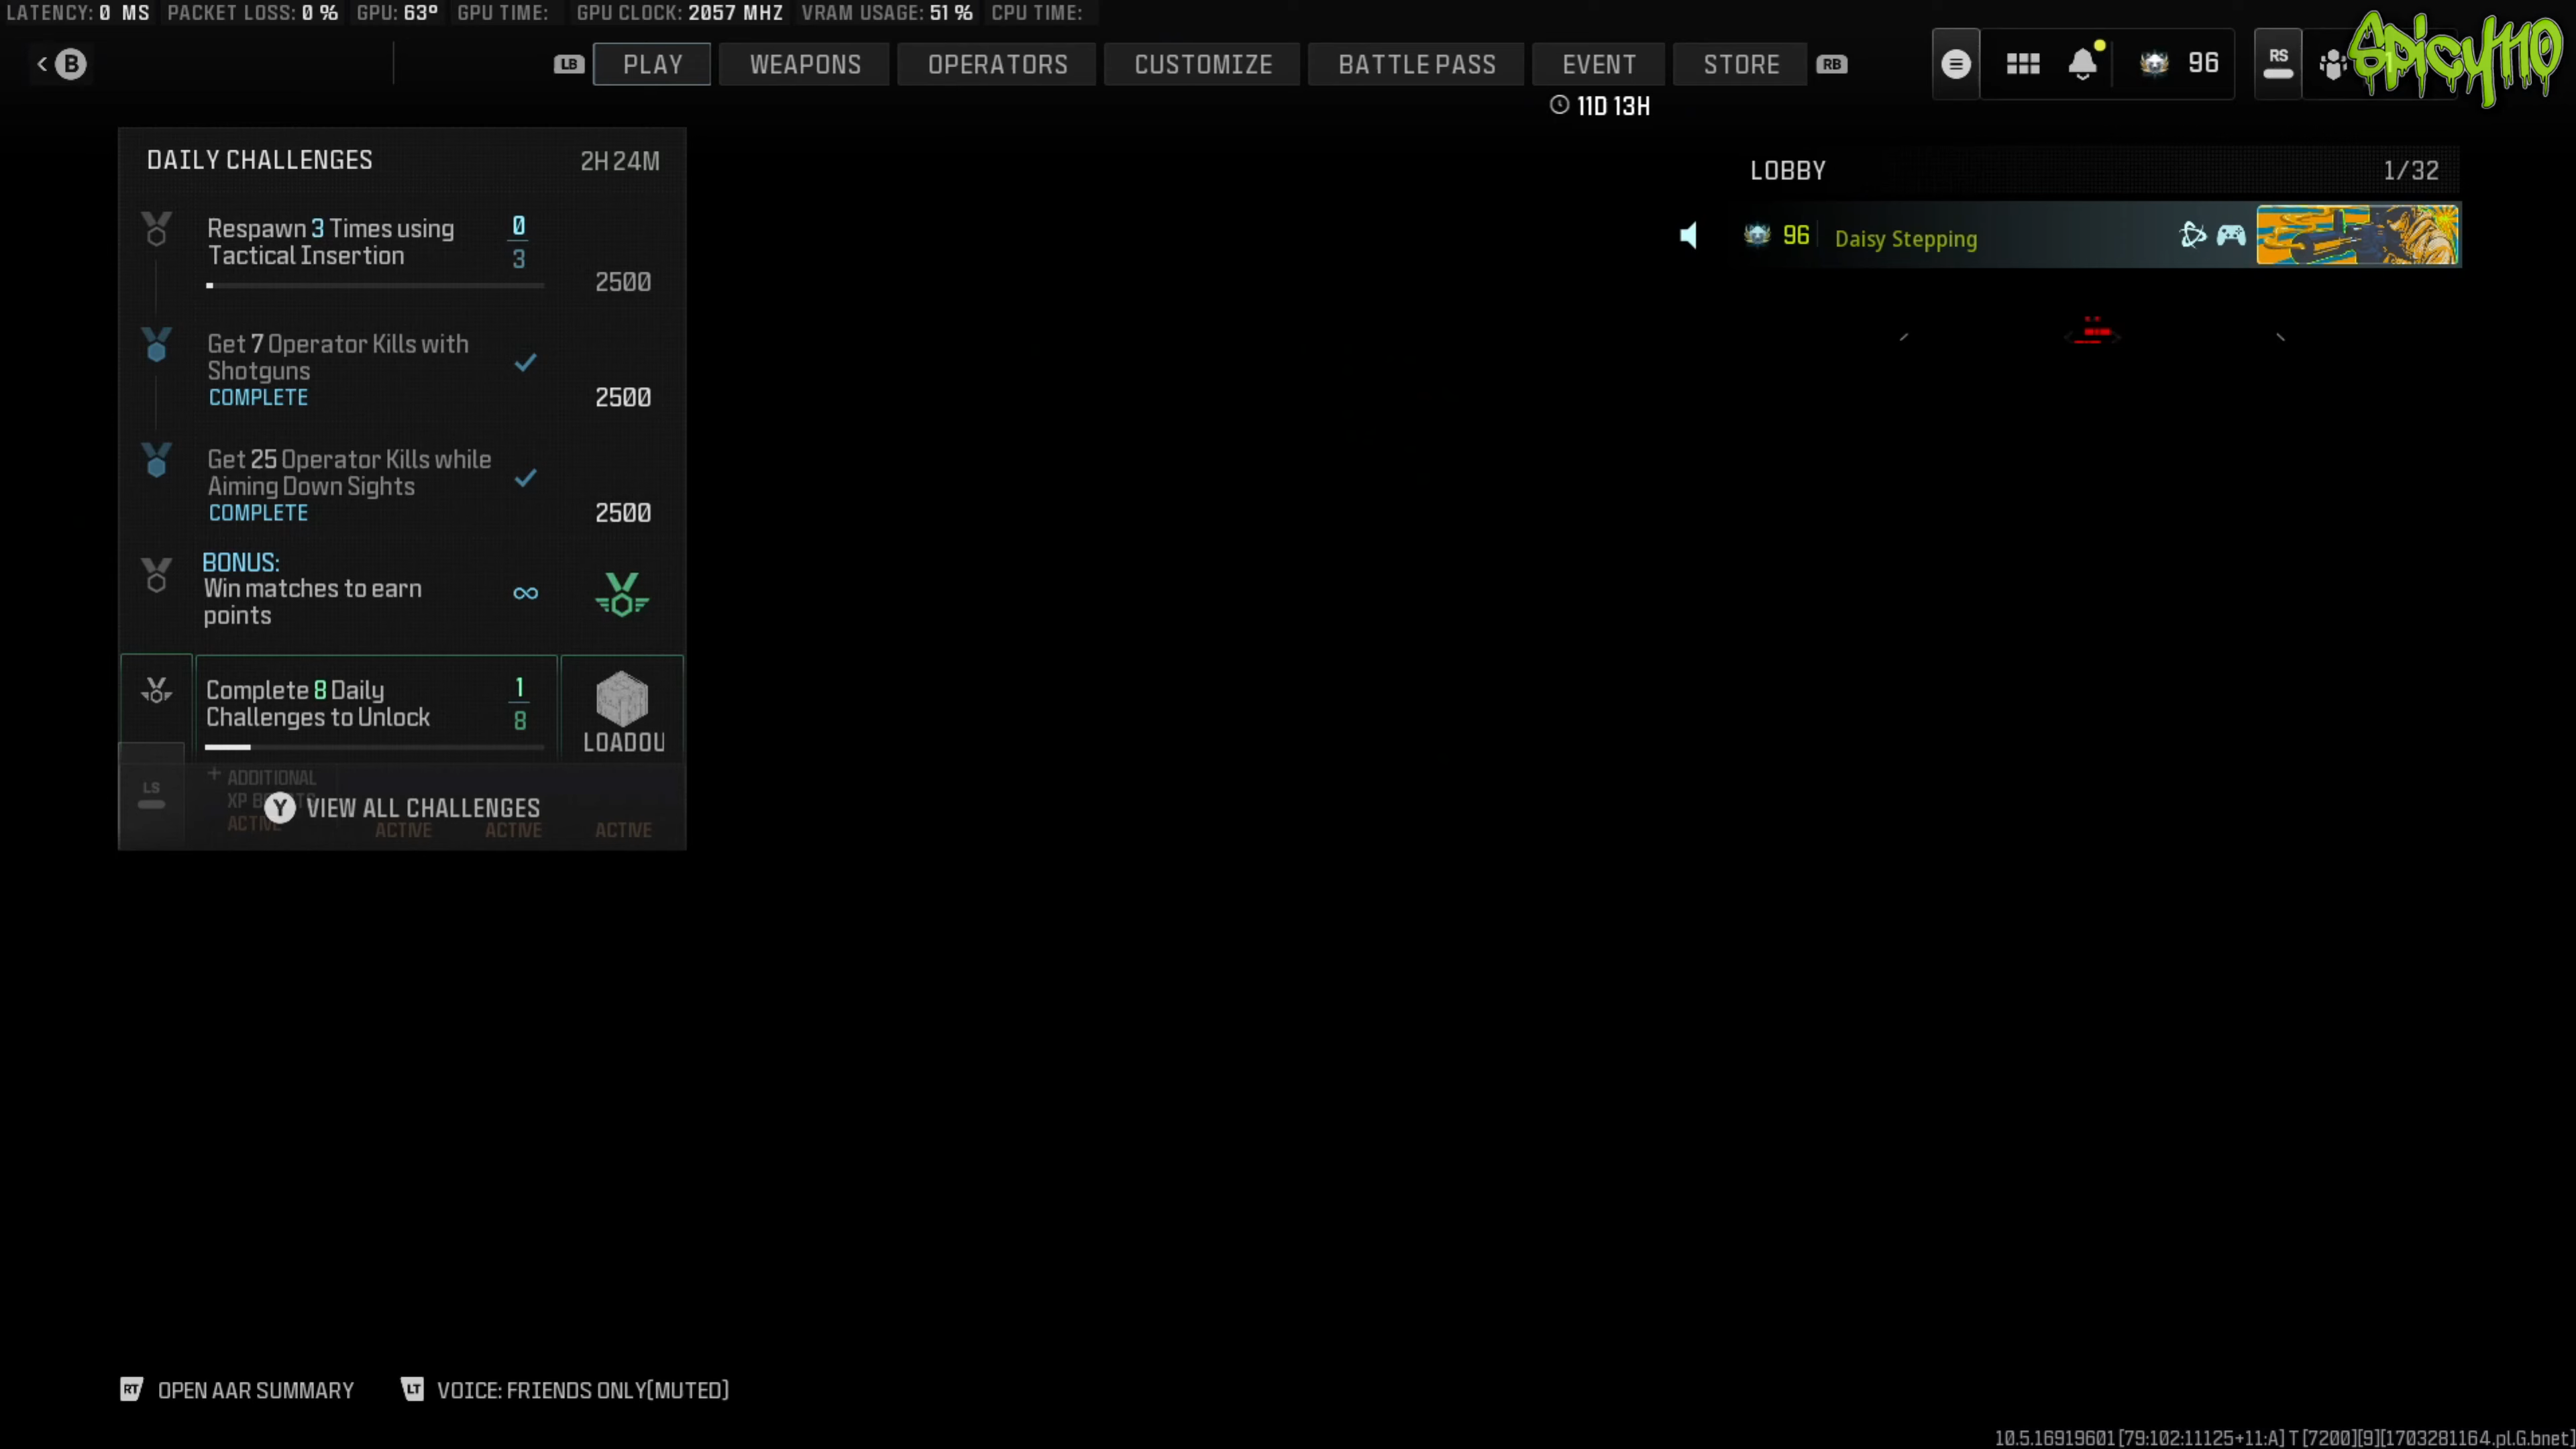 LATENCY: 0 MS PACKET LOSS: 0 % GPU: 63° GPU TIME: GPU CLOCK: 2057 MHZ VRAM USAGE: 51 % CPU TIME:
B LB PLAY WEAPONS OPERATORS CUSTOMIZE BATTLE PASS EVENT STORE RB 96 RS Spicymo
11D 13H
DAILY CHALLENGES 2H 24M
Respawn 3 Times using
Tactical Insertion
0
3
2500
Get 7 Operator Kills with
Shotguns
COMPLETE
2500
Get 25 Operator Kills while
Aiming Down Sights
COMPLETE
2500
BONUS:
Win matches to earn
points
∞
Complete 8 Daily
Challenges to Unlock
1
8
LOADOU
LS
+ ADDITIONAL
ACTIVE ACTIVE ACTIVE ACTIVE
Y VIEW ALL CHALLENGES
LOBBY 1/32
96 Daisy Stepping
RT OPEN AAR SUMMARY LT VOICE: FRIENDS ONLY[MUTED]
10.5.16919601 [79:102:11125+11:A] T [7200][9][1703281164.pl.G.bnet]